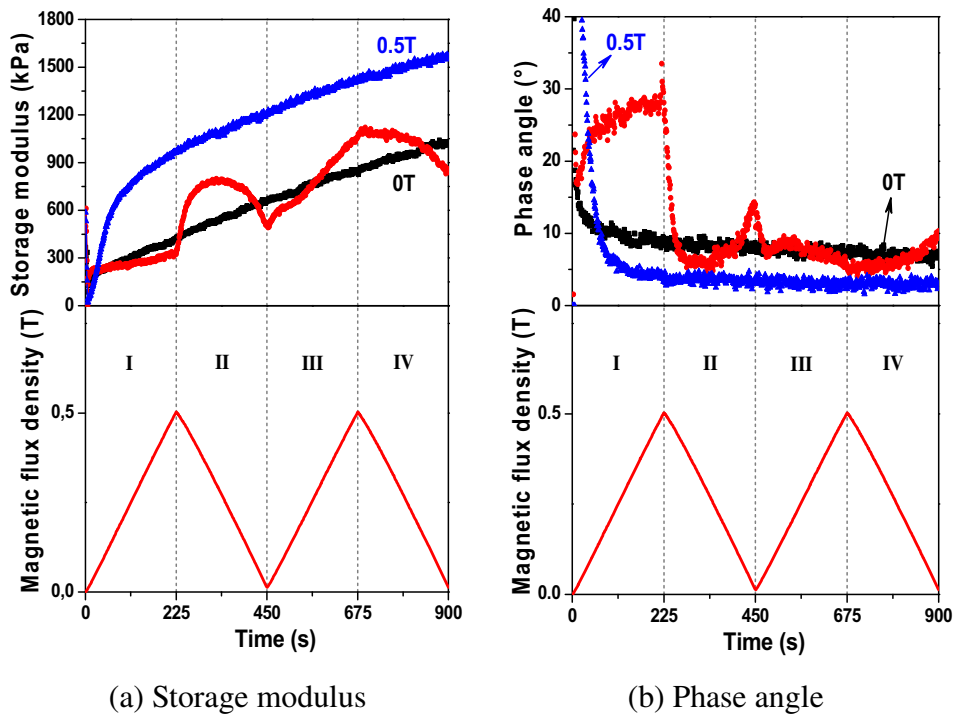 Storage modulus (kPa)
1800
1500
1200
900
600
300
0
0.5T
0T
Magnetic flux density (T)
0,5
0,0
I
II
III
IV
0
225
450
675
900
Time (s)
(a) Storage modulus
Phase angle (°)
40
30
20
10
0
0.5T
0T
Magnetic flux density (T)
0.5
0.0
I
II
III
IV
0
225
450
675
900
Time (s)
(b) Phase angle